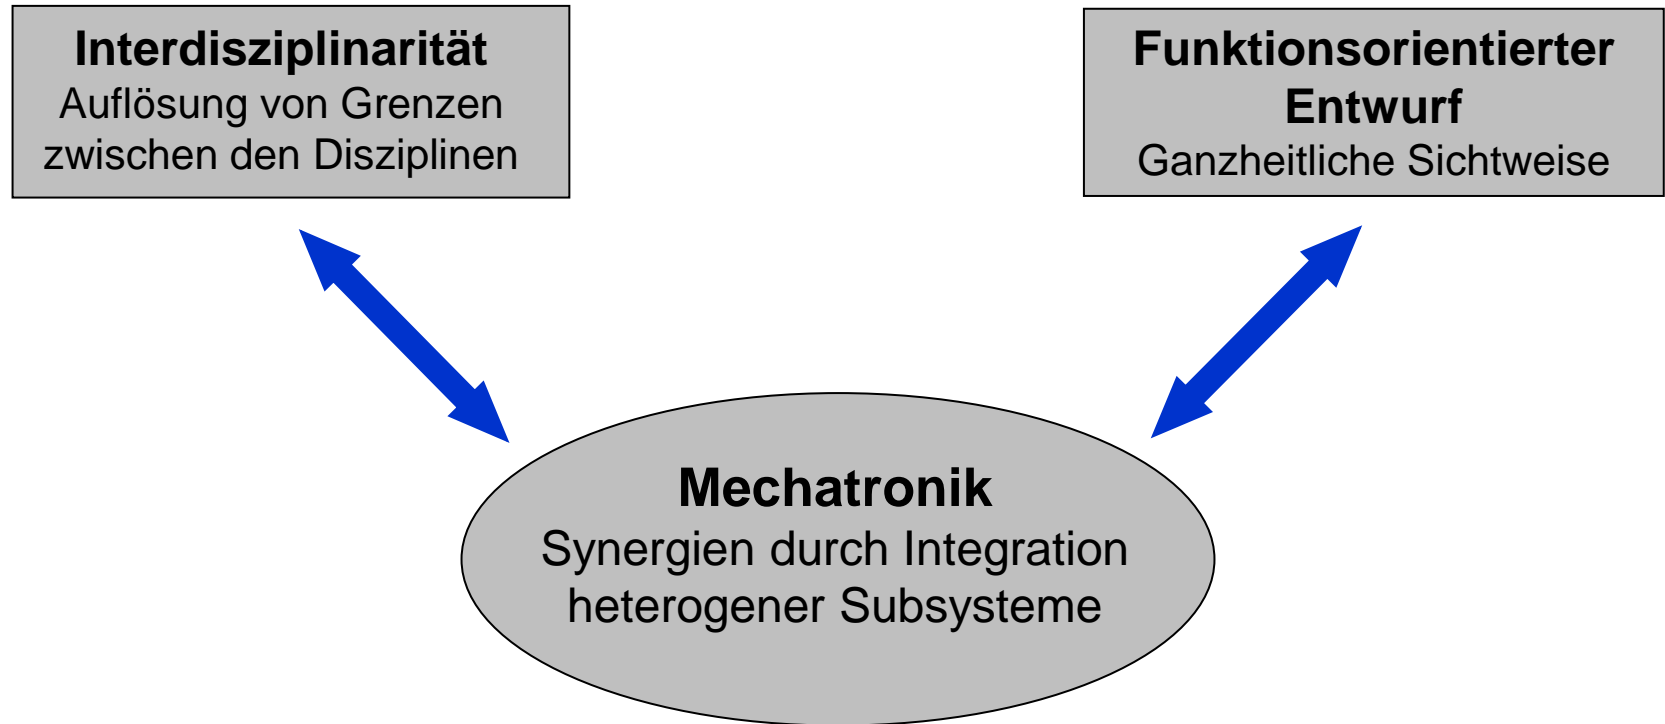 Interdisziplinarität
Auflösung von Grenzen
zwischen den Disziplinen
Funktionsorientierter
Entwurf
Ganzheitliche Sichtweise
Mechatronik
Synergien durch Integration
heterogener Subsysteme